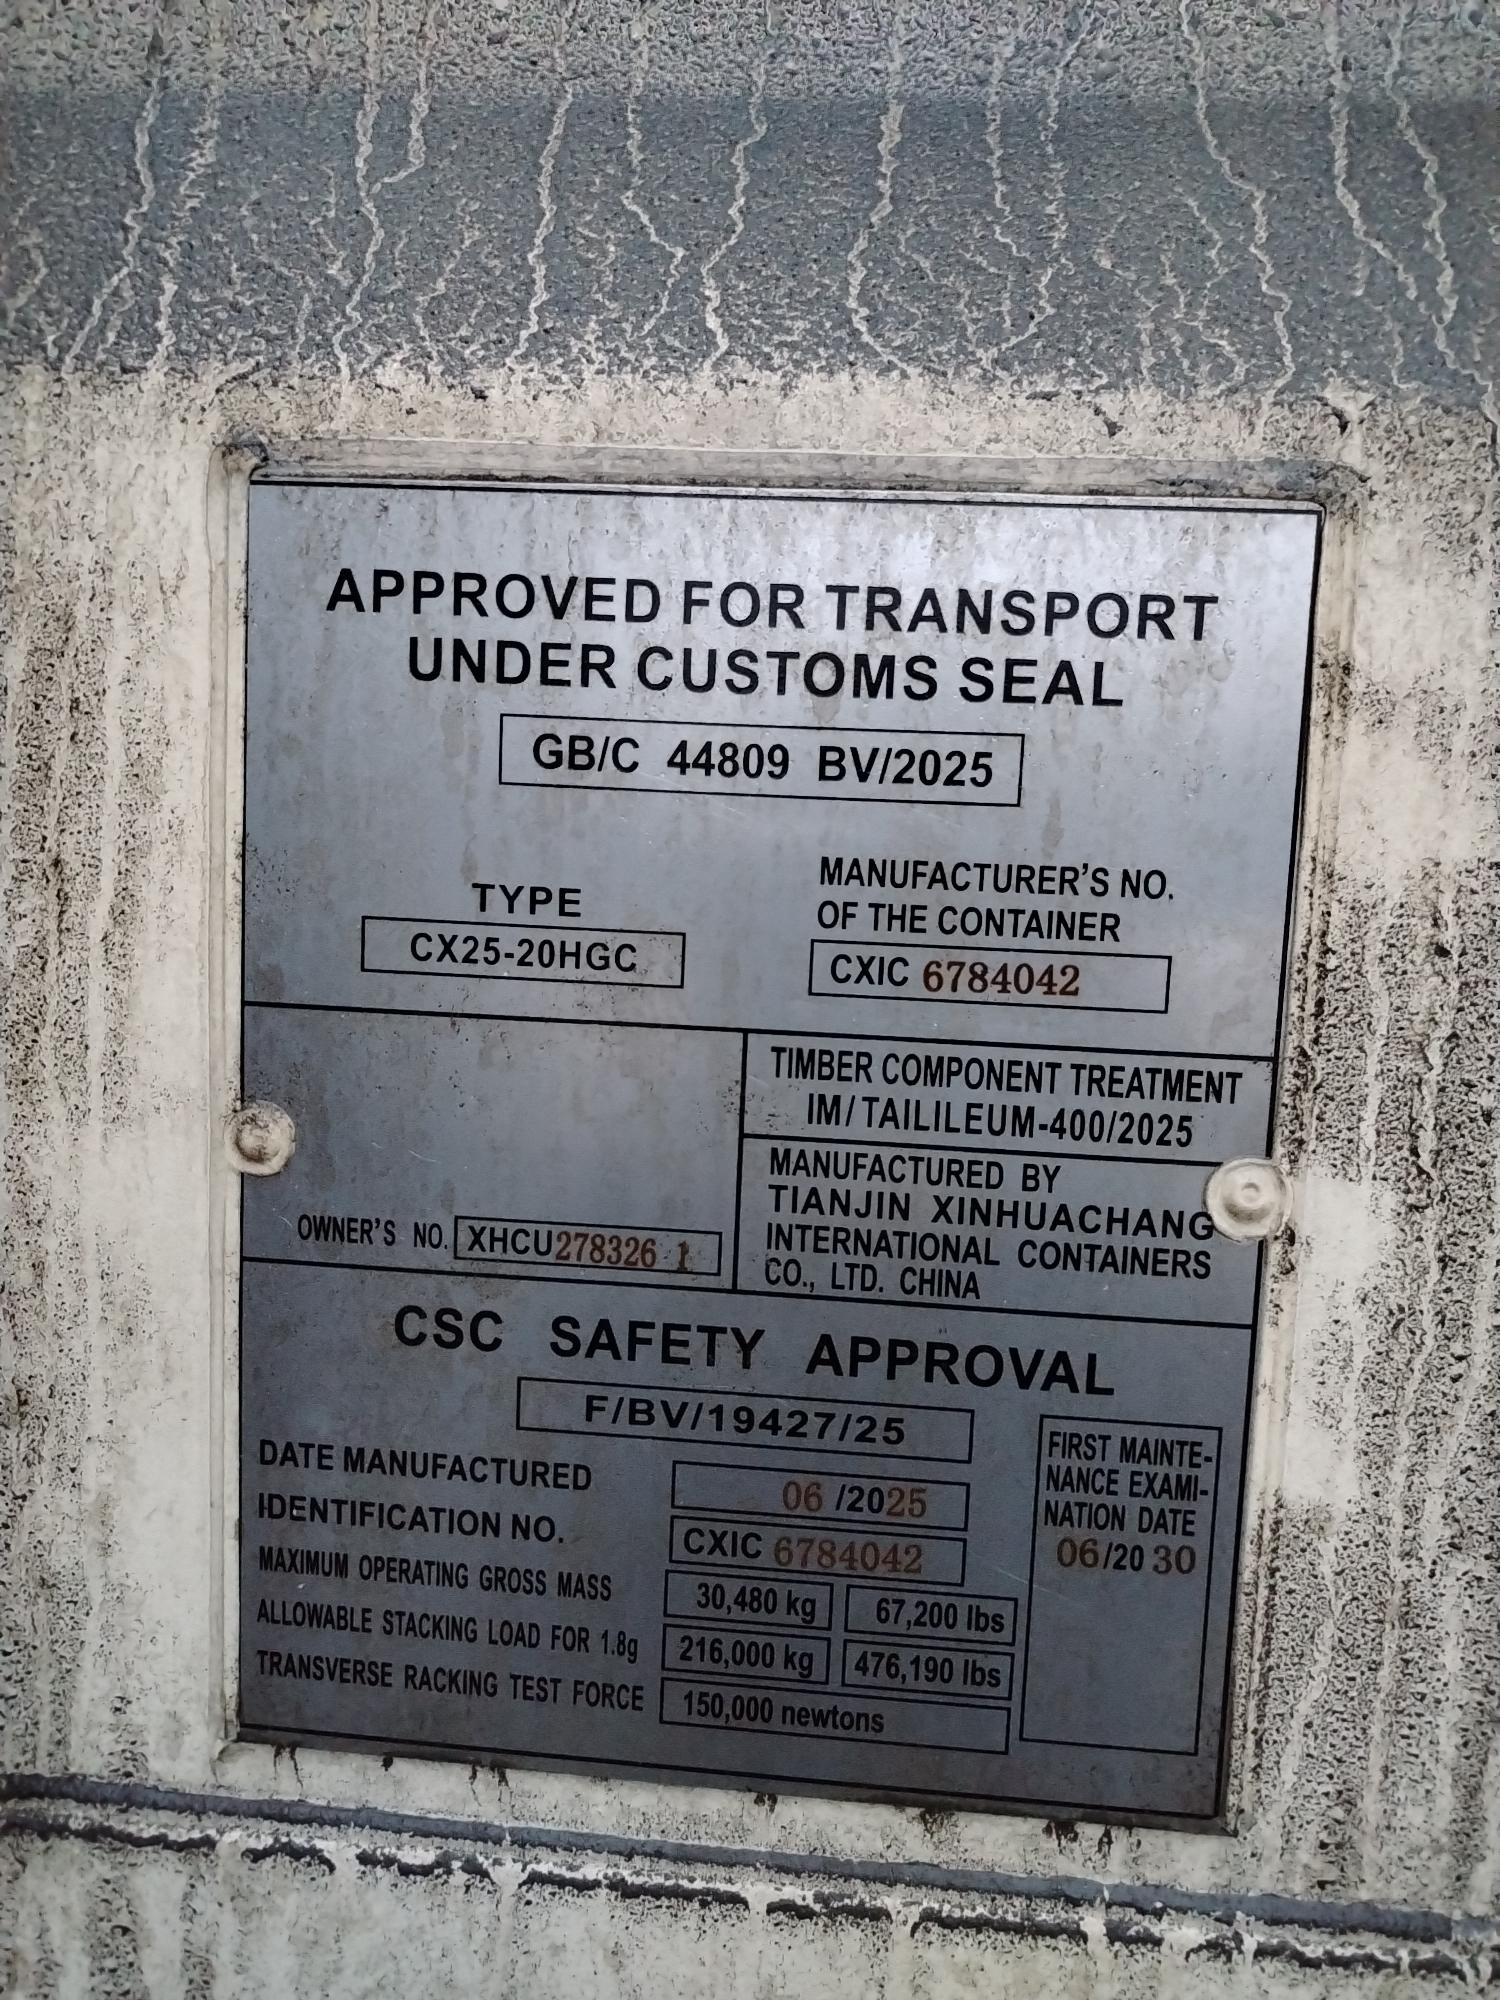 APPROVED FOR TRANSPORT
UNDER CUSTOMS SEAL
GB/C 44809 BV/2025
TYPE
CX25-20HGC
MANUFACTURER'S NO.
OF THE CONTAINER
CXIC 6784042
TIMBER COMPONENT TREATMENT
IM/TAILILEUM-400/2025
OWNER'S NO. XHCU278326 1
MANUFACTURED BY
TIANJIN XINHUACHANG
INTERNATIONAL CONTAINERS
CO., LTD. CHINA
CSC SAFETY APPROVAL
F/BV/19427/25
DATE MANUFACTURED 06 /2025
IDENTIFICATION NO. CXIC 6784042
MAXIMUM OPERATING GROSS MASS 30,480 kg 67,200 lbs
ALLOWABLE STACKING LOAD FOR 1.8g 216,000 kg 476,190 lbs
TRANSVERSE RACKING TEST FORCE 150,000 newtons
FIRST MAINTE-
NANCE EXAMI-
NATION DATE
06/20 30